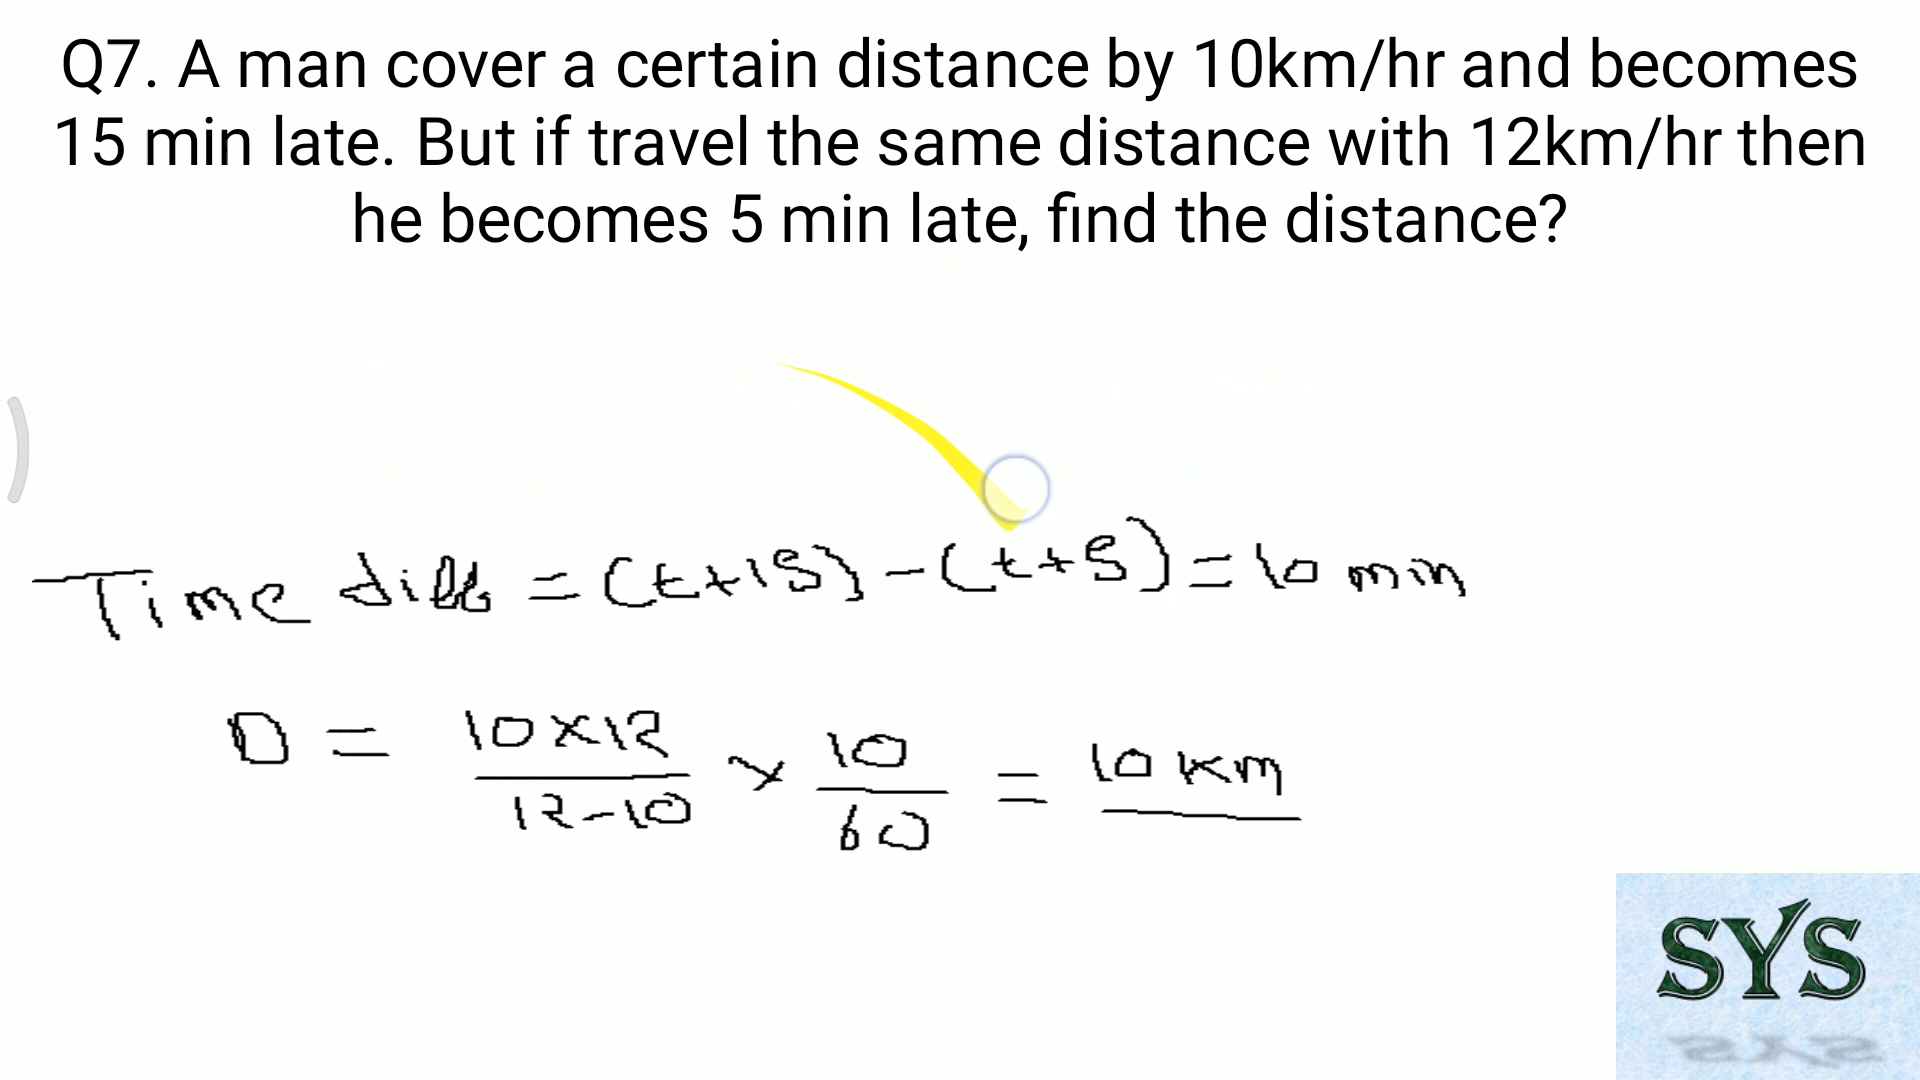 Q7. A man cover a certain distance by 10km/hr and becomes
15 min late. But if travel the same distance with 12km/hr then
he becomes 5 min late, find the distance?
Time diff = (t+15) - (t+5) = 10 min
D = 10×12 / 12-10 × 10 / 60 = 10 km
SYS